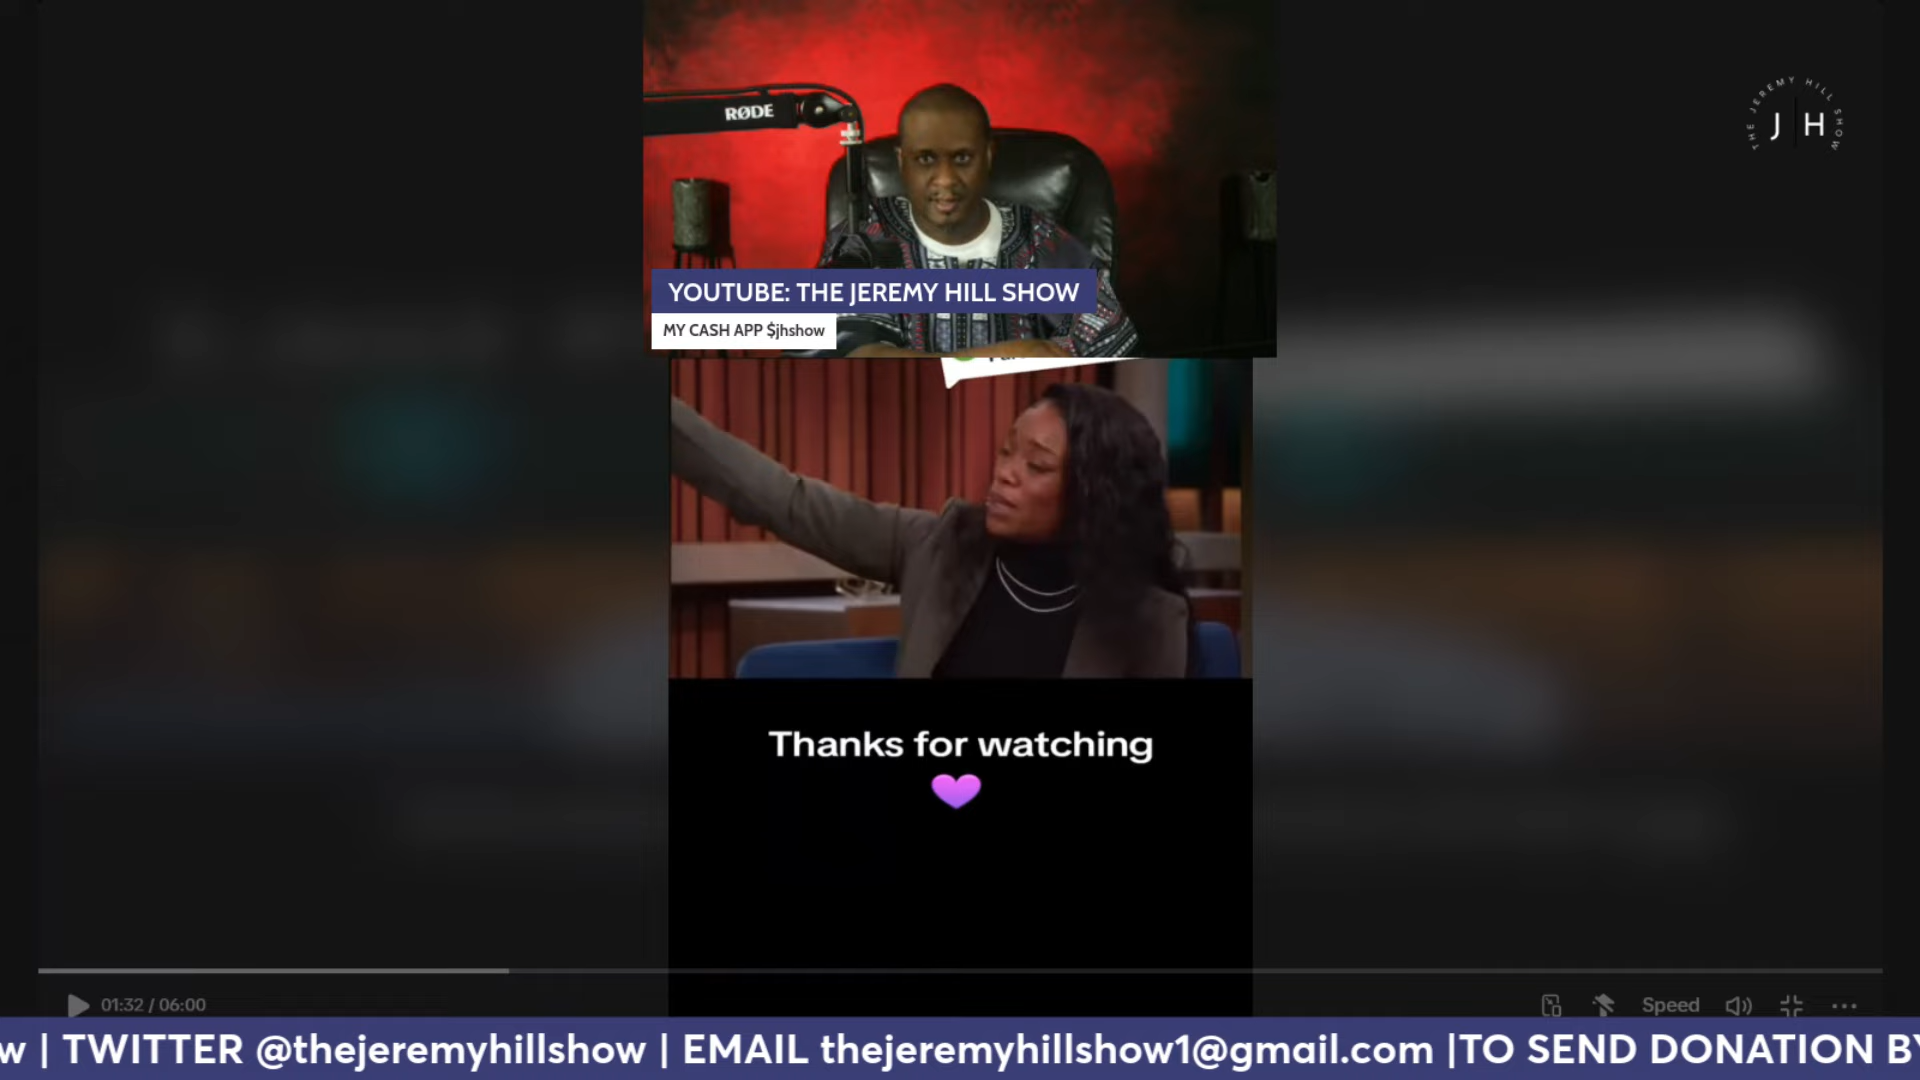 RØDE
THE JEREMY HILL SHOW
J | H
YOUTUBE: THE JEREMY HILL SHOW
MY CASH APP $jhshow
Thanks for watching
01:32 / 06:00
Speed
w | TWITTER @thejeremyhillshow | EMAIL thejeremyhillshow1@gmail.com |TO SEND DONATION BY